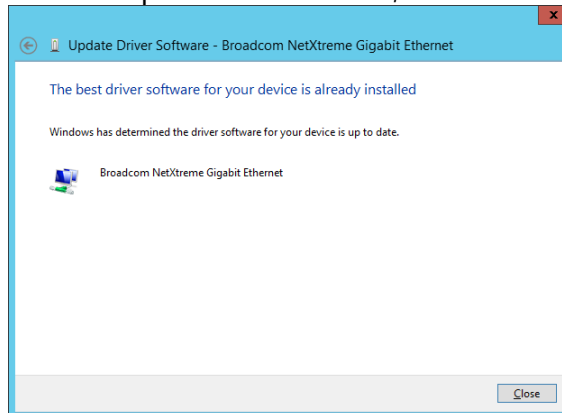 x
Update Driver Software - Broadcom NetXtreme Gigabit Ethernet
The best driver software for your device is already installed
Windows has determined the driver software for your device is up to date.
Broadcom NetXtreme Gigabit Ethernet
Close